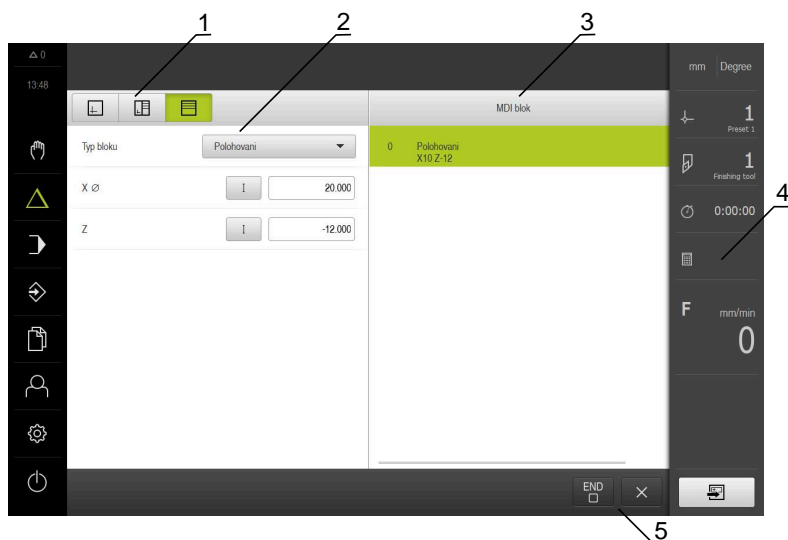 1
2
3
0
13:48
mm Degree
MDI blok
1
Preset 1
Typ bloku
Polohovani
0 Polohovani
X10 Z-12
1
Finishing tool
X ⌀
I
20.000
4
0:00:00
Z
I
-12.000
F mm/min
0
END
5